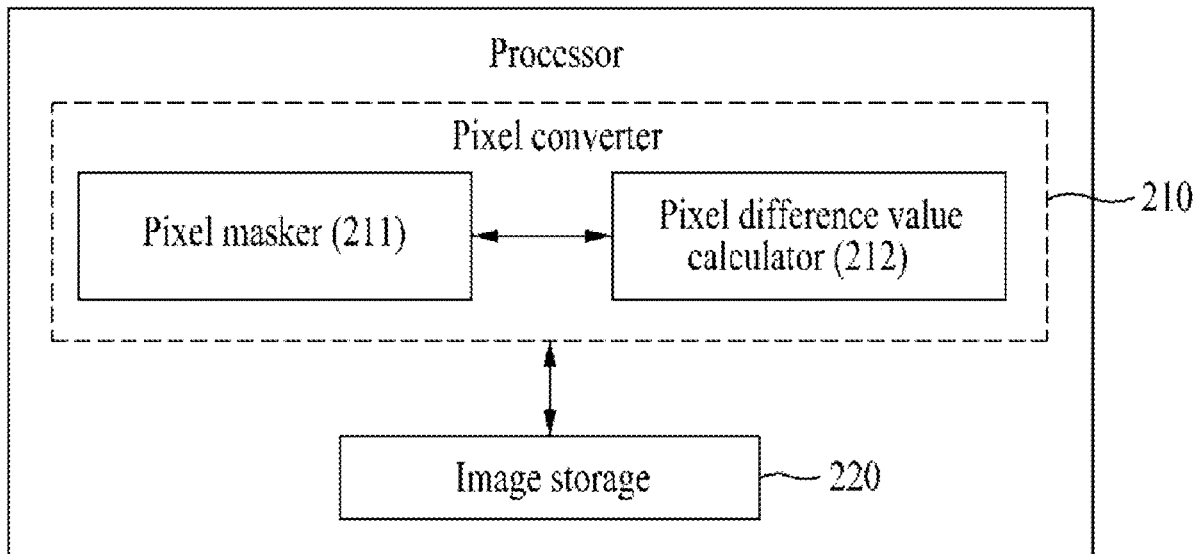 Processor
Pixel converter
Pixel masker (211)
Pixel difference value
calculator (212)
210
Image storage
220